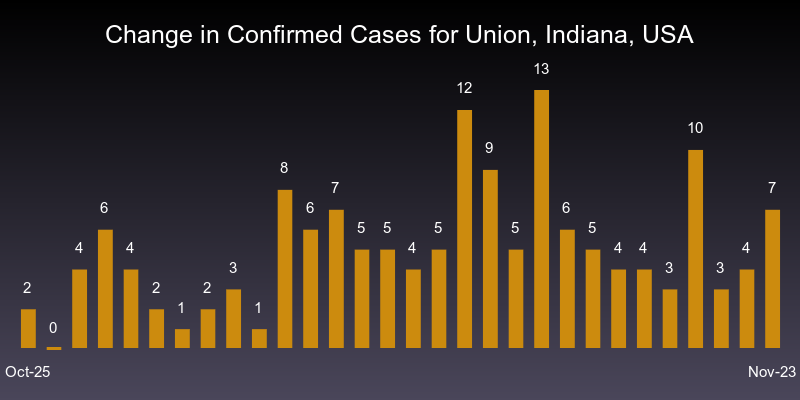 Change in Confirmed Cases for Union, Indiana, USA
2 0 4 6 4 2 1 2 3 1 8 6 7 5 5 4 5 12 9 5 13 6 5 4 4 3 10 3 4 7
Oct-25 Nov-23